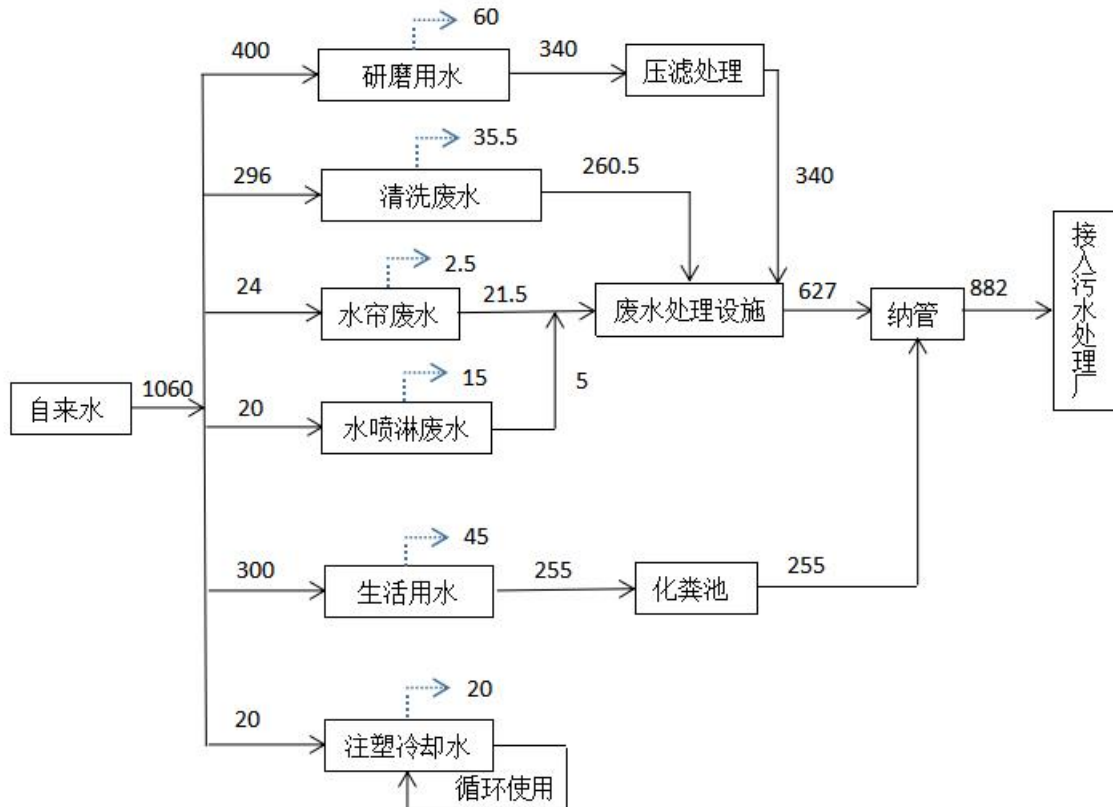 60
400
研磨用水
340
压滤处理
35.5
296
清洗废水
260.5
340
2.5
24
水帘废水
21.5
废水处理设施
627
纳管
882
接入污水处理厂
自来水
1060
15
20
水喷淋废水
5
45
300
生活用水
255
化粪池
255
20
20
注塑冷却水
循环使用